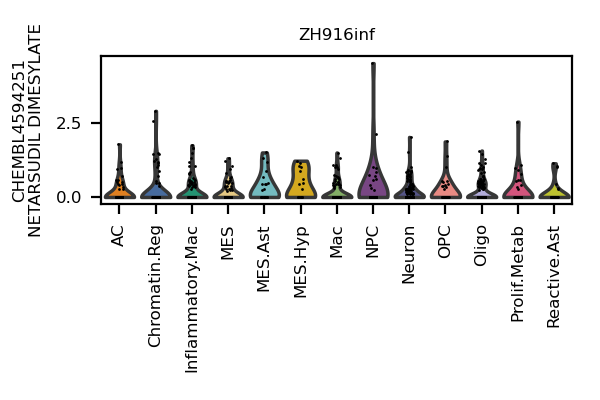 ZH916inf
CHEMBL4594251
NETARSUDIL DIMESYLATE
2.5
0.0
AC
Chromatin.Reg
Inflammatory.Mac
MES
MES.Ast
MES.Hyp
Mac
NPC
Neuron
OPC
Oligo
Prolif.Metab
Reactive.Ast